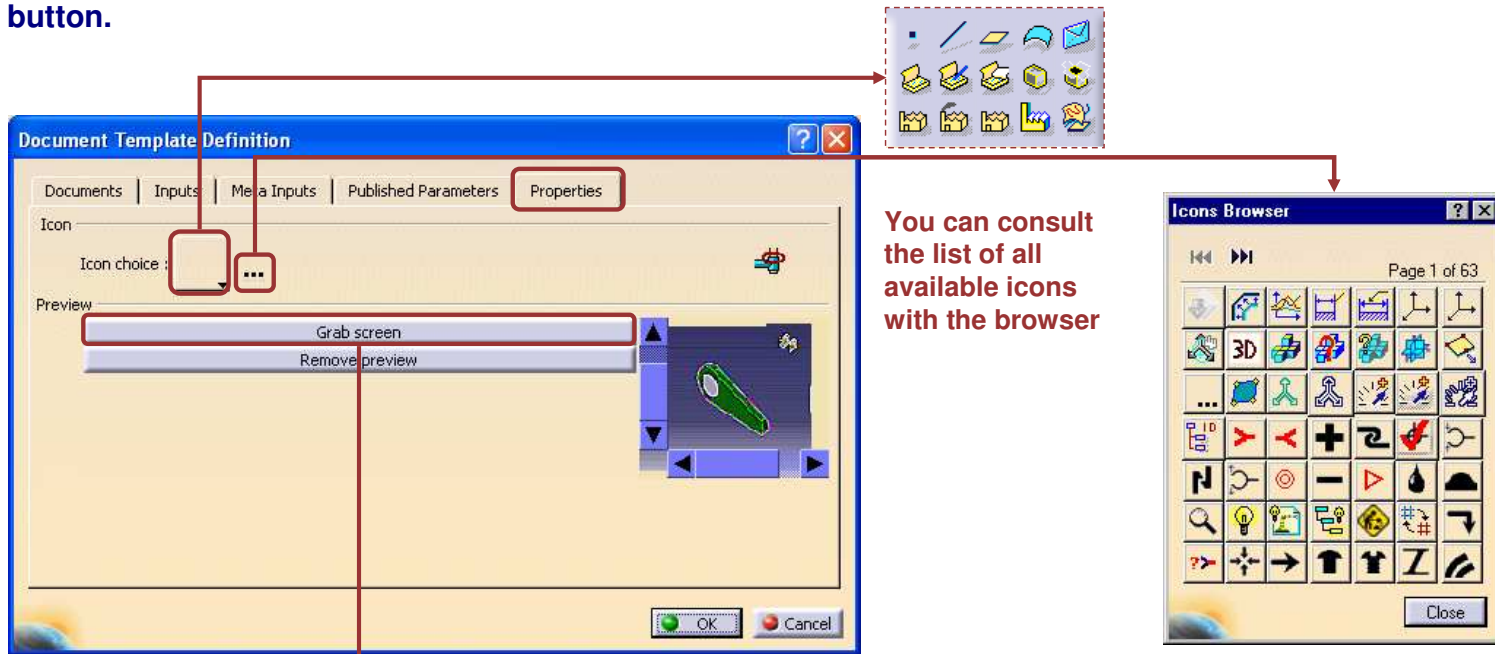 button.
Document Template Definition
Documents Inputs Meta Inputs Published Parameters Properties
Icon
Icon choice :
...
Preview
Grab screen
Remove preview
OK
Cancel
You can consult
the list of all
available icons
with the browser
Icons Browser
Page 1 of 63
3D
...
ID
Close